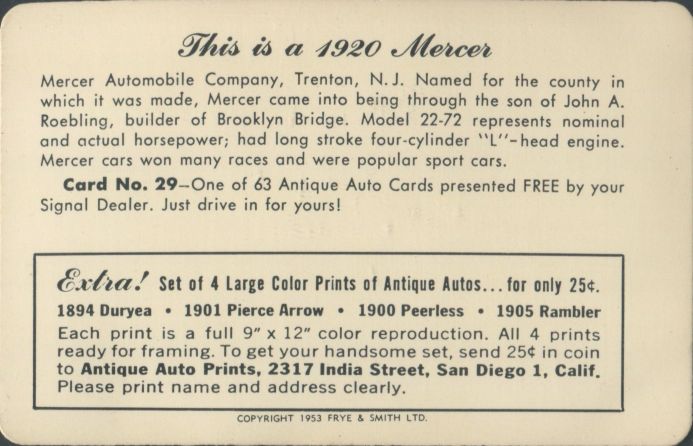 This is a 1920 Mercer
Mercer Automobile Company, Trenton, N. J. Named for the county in
which it was made, Mercer came into being through the son of John A.
Roebling, builder of Brooklyn Bridge. Model 22-72 represents nominal
and actual horsepower; had long stroke four-cylinder "L"-head engine.
Mercer cars won many races and were popular sport cars.
Card No. 29—One of 63 Antique Auto Cards presented FREE by your
Signal Dealer. Just drive in for yours!
Extra! Set of 4 Large Color Prints of Antique Autos... for only 25¢.
1894 Duryea • 1901 Pierce Arrow • 1900 Peerless • 1905 Rambler
Each print is a full 9" x 12" color reproduction. All 4 prints
ready for framing. To get your handsome set, send 25¢ in coin
to Antique Auto Prints, 2317 India Street, San Diego 1, Calif.
Please print name and address clearly.
COPYRIGHT 1953 FRYE & SMITH LTD.